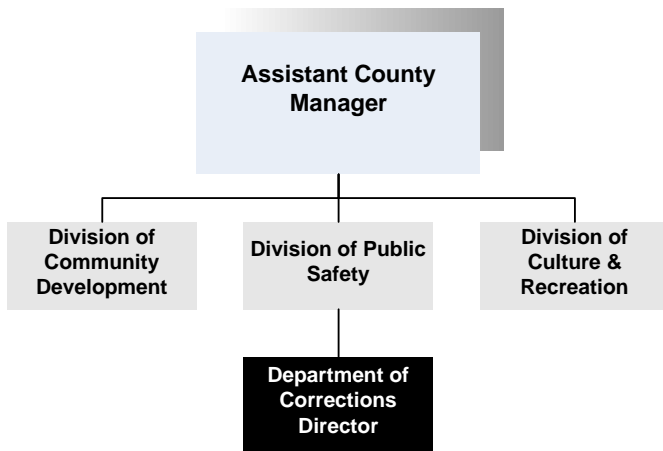 Assistant County
Manager
Division of
Community
Development
Division of Public
Safety
Division of
Culture &
Recreation
Department of
Corrections
Director